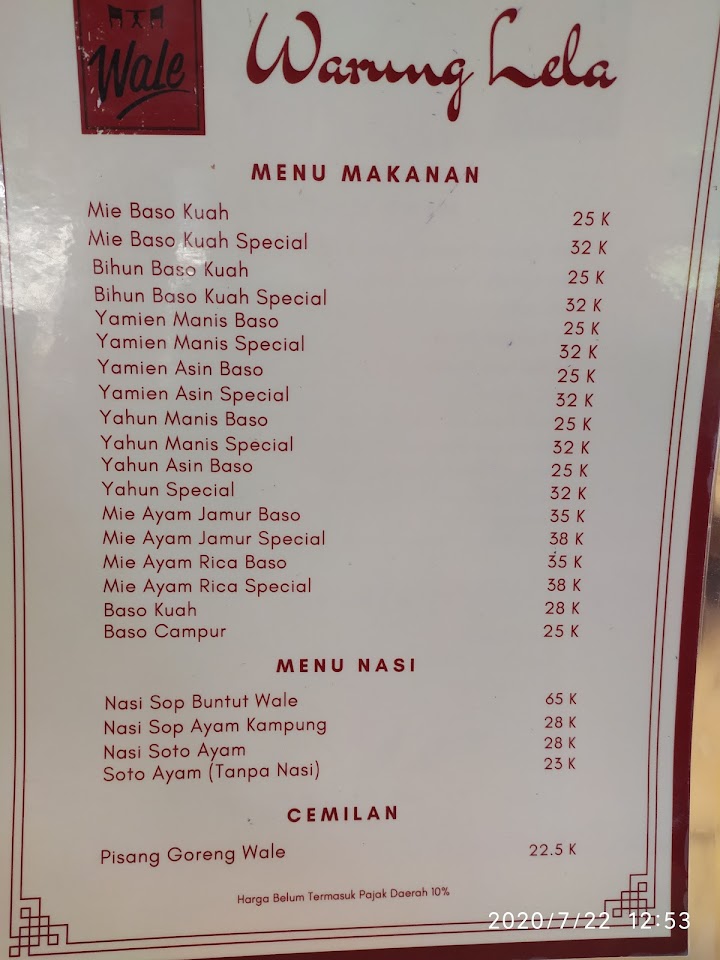 Wale
Warung Lela
MENU MAKANAN
Mie Baso Kuah 25 K
Mie Baso Kuah Special 32 K
Bihun Baso Kuah 25 K
Bihun Baso Kuah Special 32 K
Yamien Manis Baso 25 K
Yamien Manis Special 32 K
Yamien Asin Baso 25 K
Yamien Asin Special 32 K
Yahun Manis Baso 25 K
Yahun Manis Special 32 K
Yahun Asin Baso 25 K
Yahun Special 32 K
Mie Ayam Jamur Baso 35 K
Mie Ayam Jamur Special 38 K
Mie Ayam Rica Baso 35 K
Mie Ayam Rica Special 38 K
Baso Kuah 28 K
Baso Campur 25 K
MENU NASI
Nasi Sop Buntut Wale 65 K
Nasi Sop Ayam Kampung 28 K
Nasi Soto Ayam 28 K
Soto Ayam (Tanpa Nasi) 23 K
CEMILAN
Pisang Goreng Wale 22.5 K
Harga Belum Termasuk Pajak Daerah 10%
2020/7/22 12:53